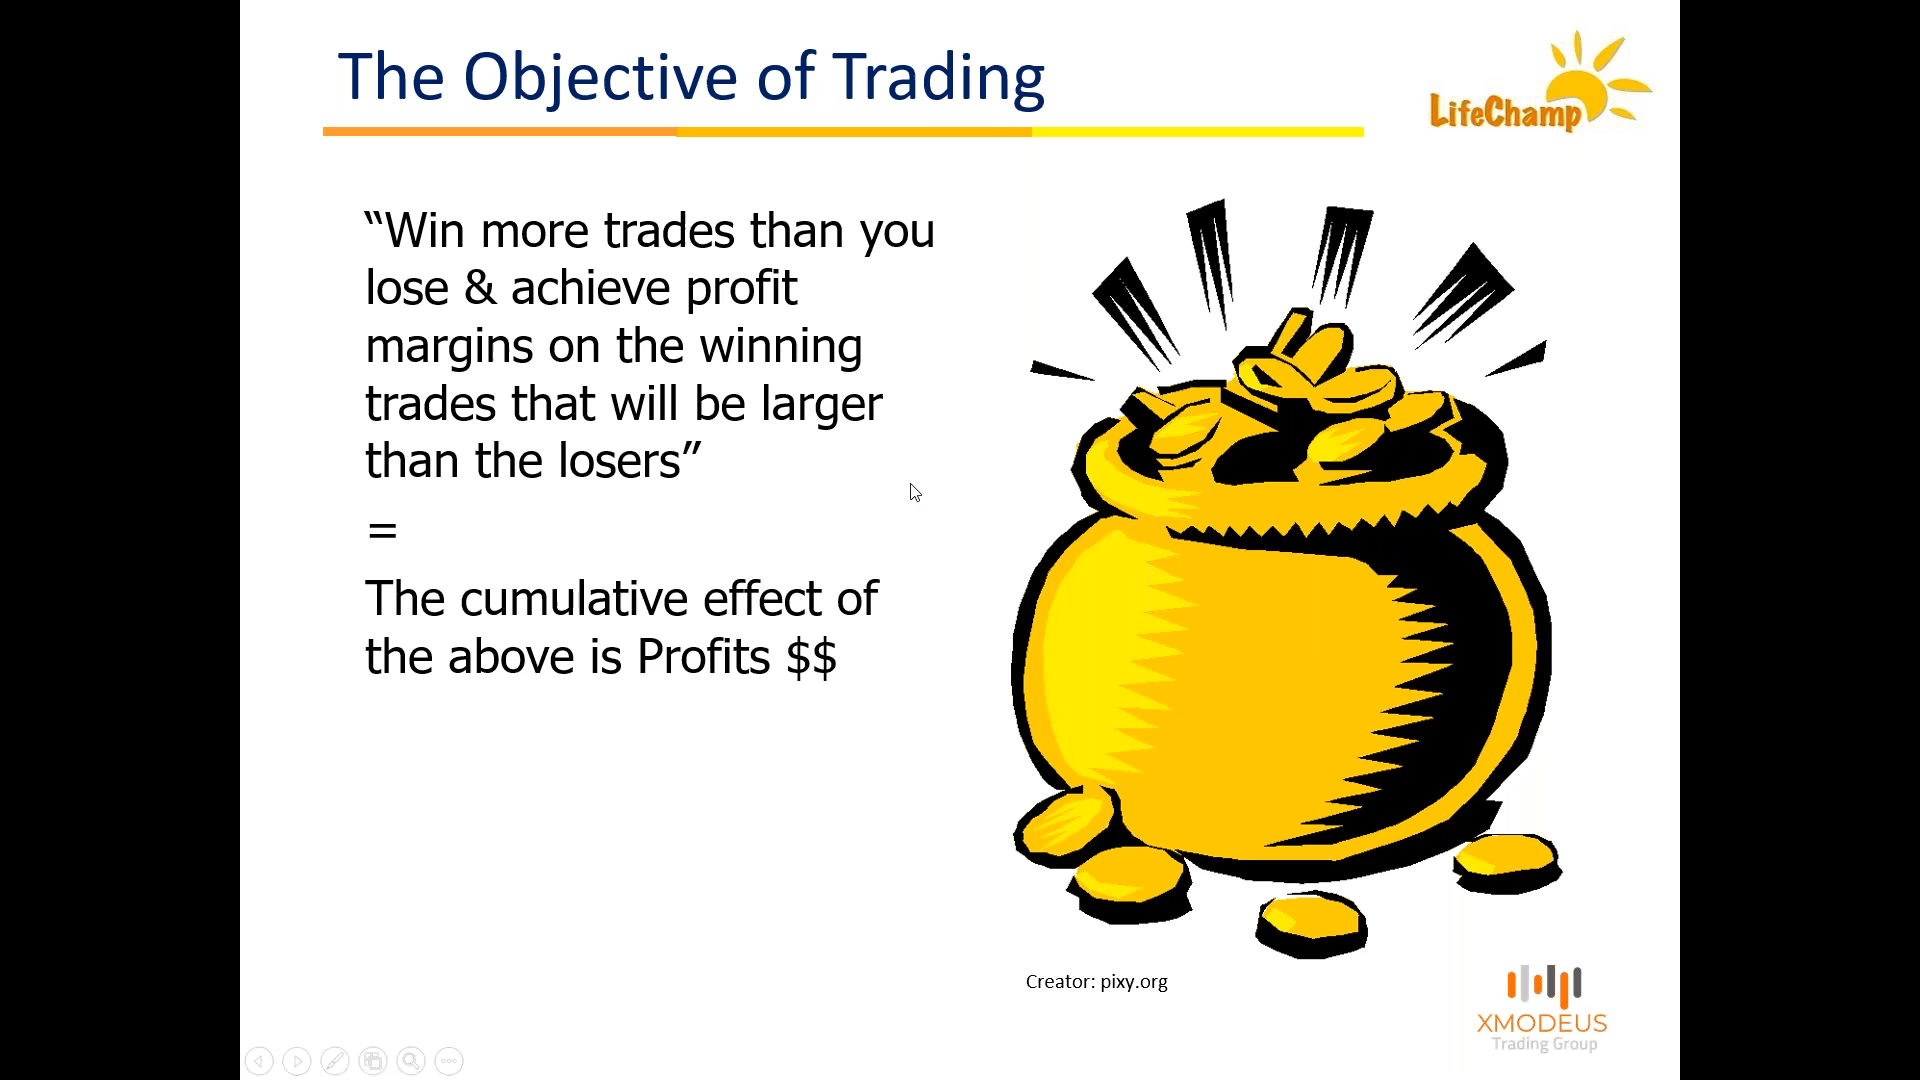 The Objective of Trading
LifeChamp
“Win more trades than you
lose & achieve profit
margins on the winning
trades that will be larger
than the losers”
=
The cumulative effect of
the above is Profits $$
Creator: pixy.org
XMODEUS
Trading Group